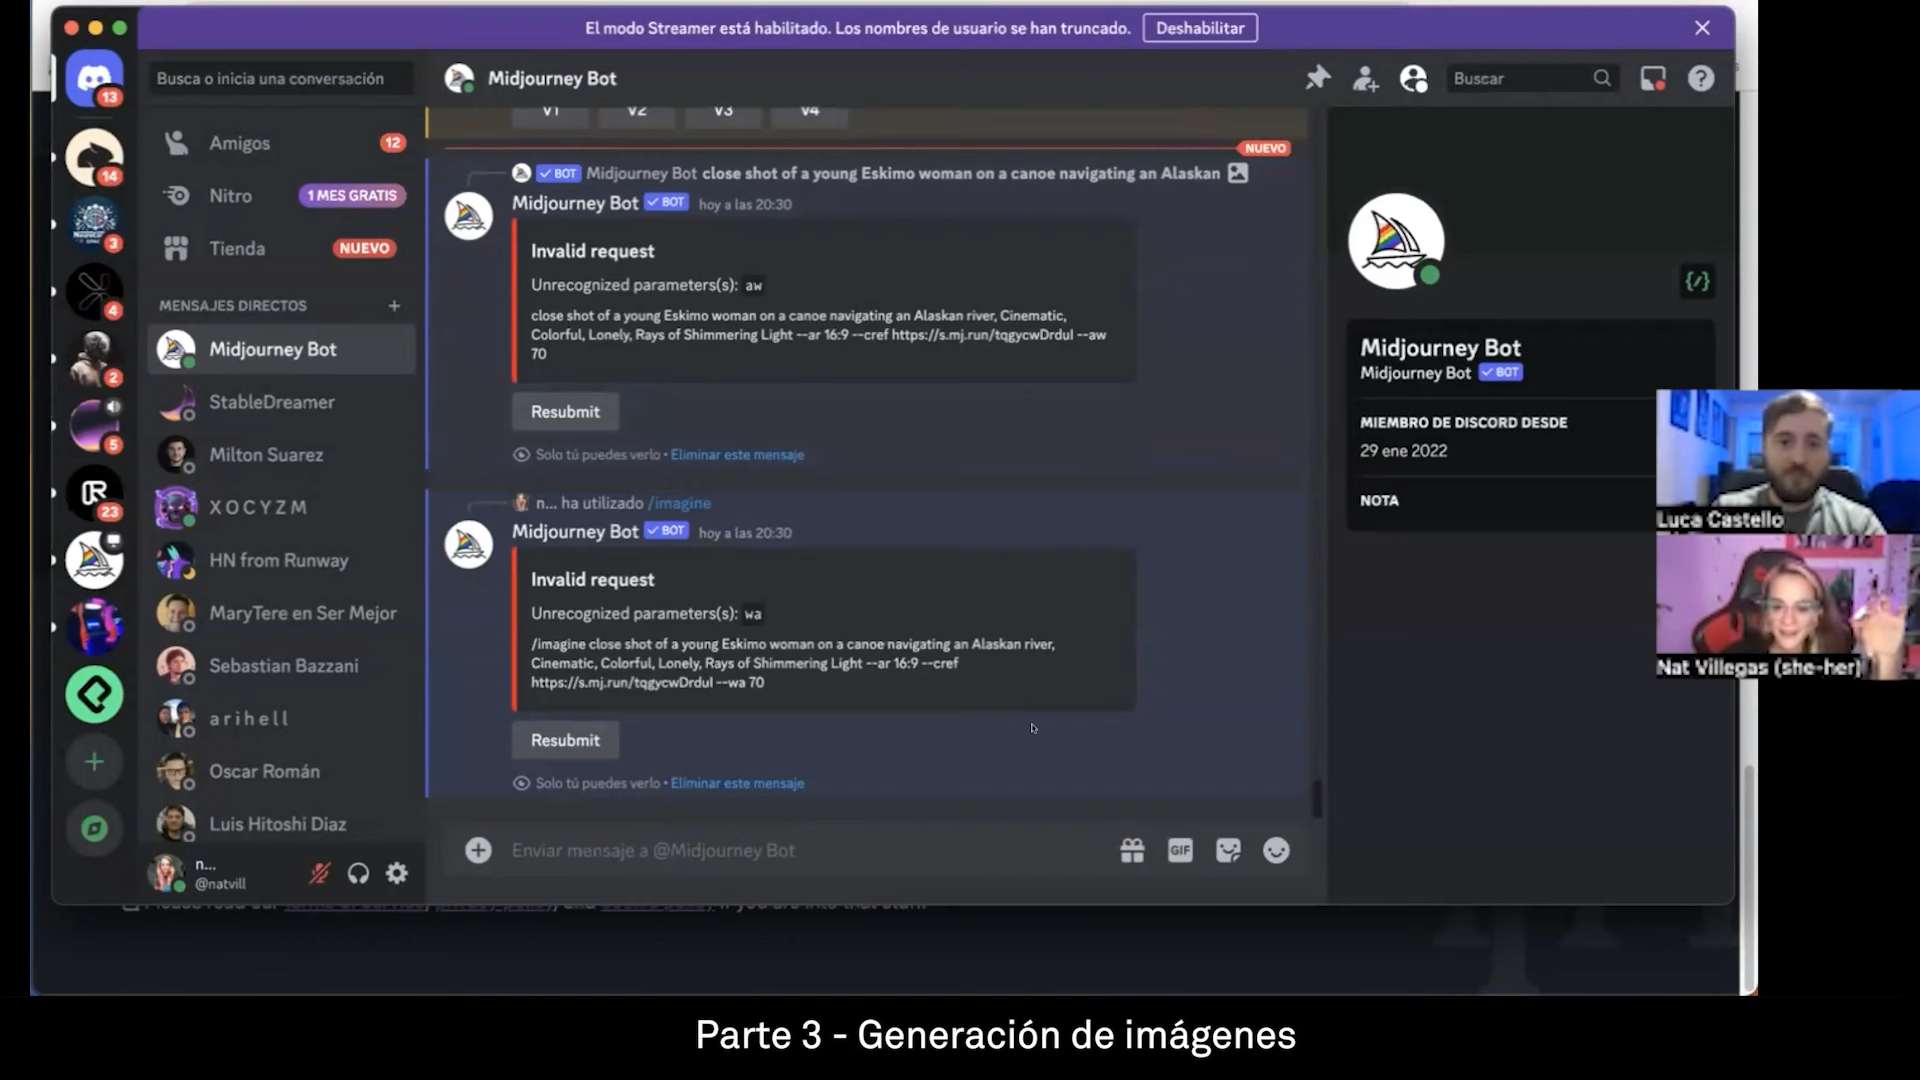 El modo Streamer está habilitado. Los nombres de usuario se han truncado.
Deshabilitar
13
14
3
4
2
5
23
Busca o inicia una conversación
Amigos
12
Nitro
1 MES GRATIS
Tienda
NUEVO
MENSAJES DIRECTOS
Midjourney Bot
StableDreamer
Milton Suarez
X O C Y Z M
HN from Runway
MaryTere en Ser Mejor
Sebastian Bazzani
a r i h e l l
Oscar Román
Luis Hitoshi Diaz
n...
@natvill
Midjourney Bot
Buscar
V1 V2 V3 V4
NUEVO
BOT Midjourney Bot close shot of a young Eskimo woman on a canoe navigating an Alaskan
Midjourney Bot BOT hoy a las 20:30
Invalid request
Unrecognized parameters(s): aw
close shot of a young Eskimo woman on a canoe navigating an Alaskan river, Cinematic,
Colorful, Lonely, Rays of Shimmering Light --ar 16:9 --cref https://s.mj.run/tqgycwDrdul --aw
70
Resubmit
Solo tú puedes verlo • Eliminar este mensaje
n... ha utilizado /imagine
Midjourney Bot BOT hoy a las 20:30
Invalid request
Unrecognized parameters(s): wa
/imagine close shot of a young Eskimo woman on a canoe navigating an Alaskan river,
Cinematic, Colorful, Lonely, Rays of Shimmering Light --ar 16:9 --cref
https://s.mj.run/tqgycwDrdul --wa 70
Resubmit
Solo tú puedes verlo • Eliminar este mensaje
Enviar mensaje a @Midjourney Bot
GIF
Midjourney Bot
Midjourney Bot BOT
MIEMBRO DE DISCORD DESDE
29 ene 2022
NOTA
Luca Castello
Nat Villegas (she-her)
Parte 3 - Generación de imágenes